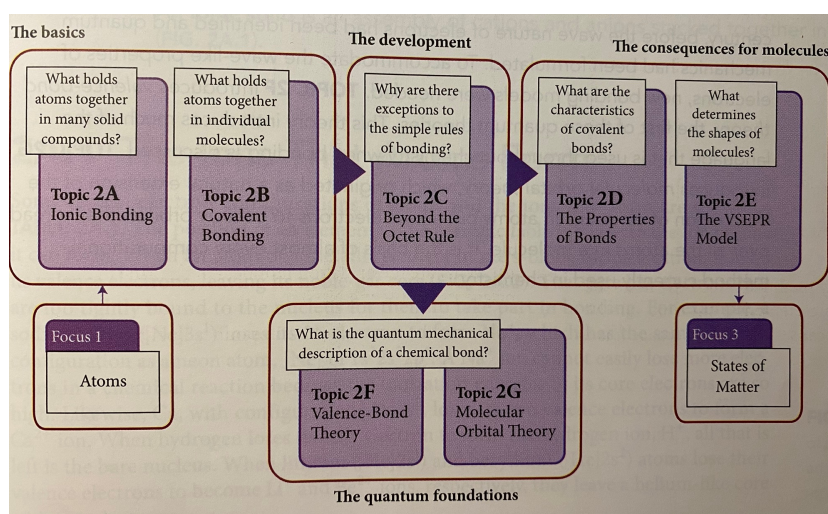 The basics
The development
The consequences for molecules
What holds
atoms together
in many solid
compounds?
Topic 2A
Ionic Bonding
What holds
atoms together
in individual
molecules?
Topic 2B
Covalent
Bonding
Why are there
exceptions to
the simple rules
of bonding?
Topic 2C
Beyond the
Octet Rule
What are the
characteristics
of covalent
bonds?
Topic 2D
The Properties
of Bonds
What
determines
the shapes of
molecules?
Topic 2E
The VSEPR
Model
Focus 1
Atoms
What is the quantum mechanical
description of a chemical bond?
Topic 2F
Valence-Bond
Theory
Topic 2G
Molecular
Orbital Theory
Focus 3
States of
Matter
The quantum foundations